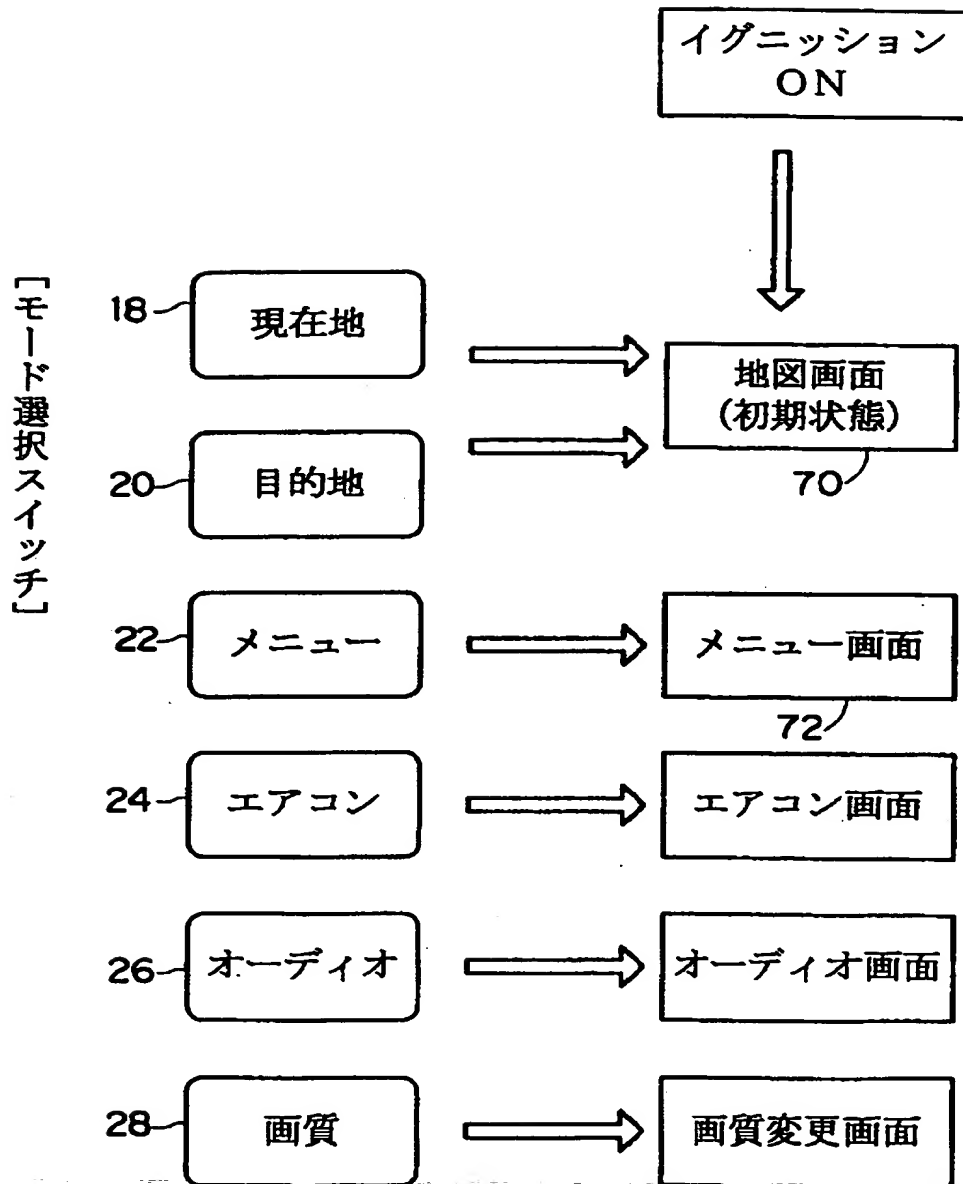 イグニッション
ON
[モード選択スイッチ]
18
現在地
地図画面
(初期状態)
70
20
目的地
22
メニュー
メニュー画面
72
24
エアコン
エアコン画面
26
オーディオ
オーディオ画面
28
画質
画質変更画面